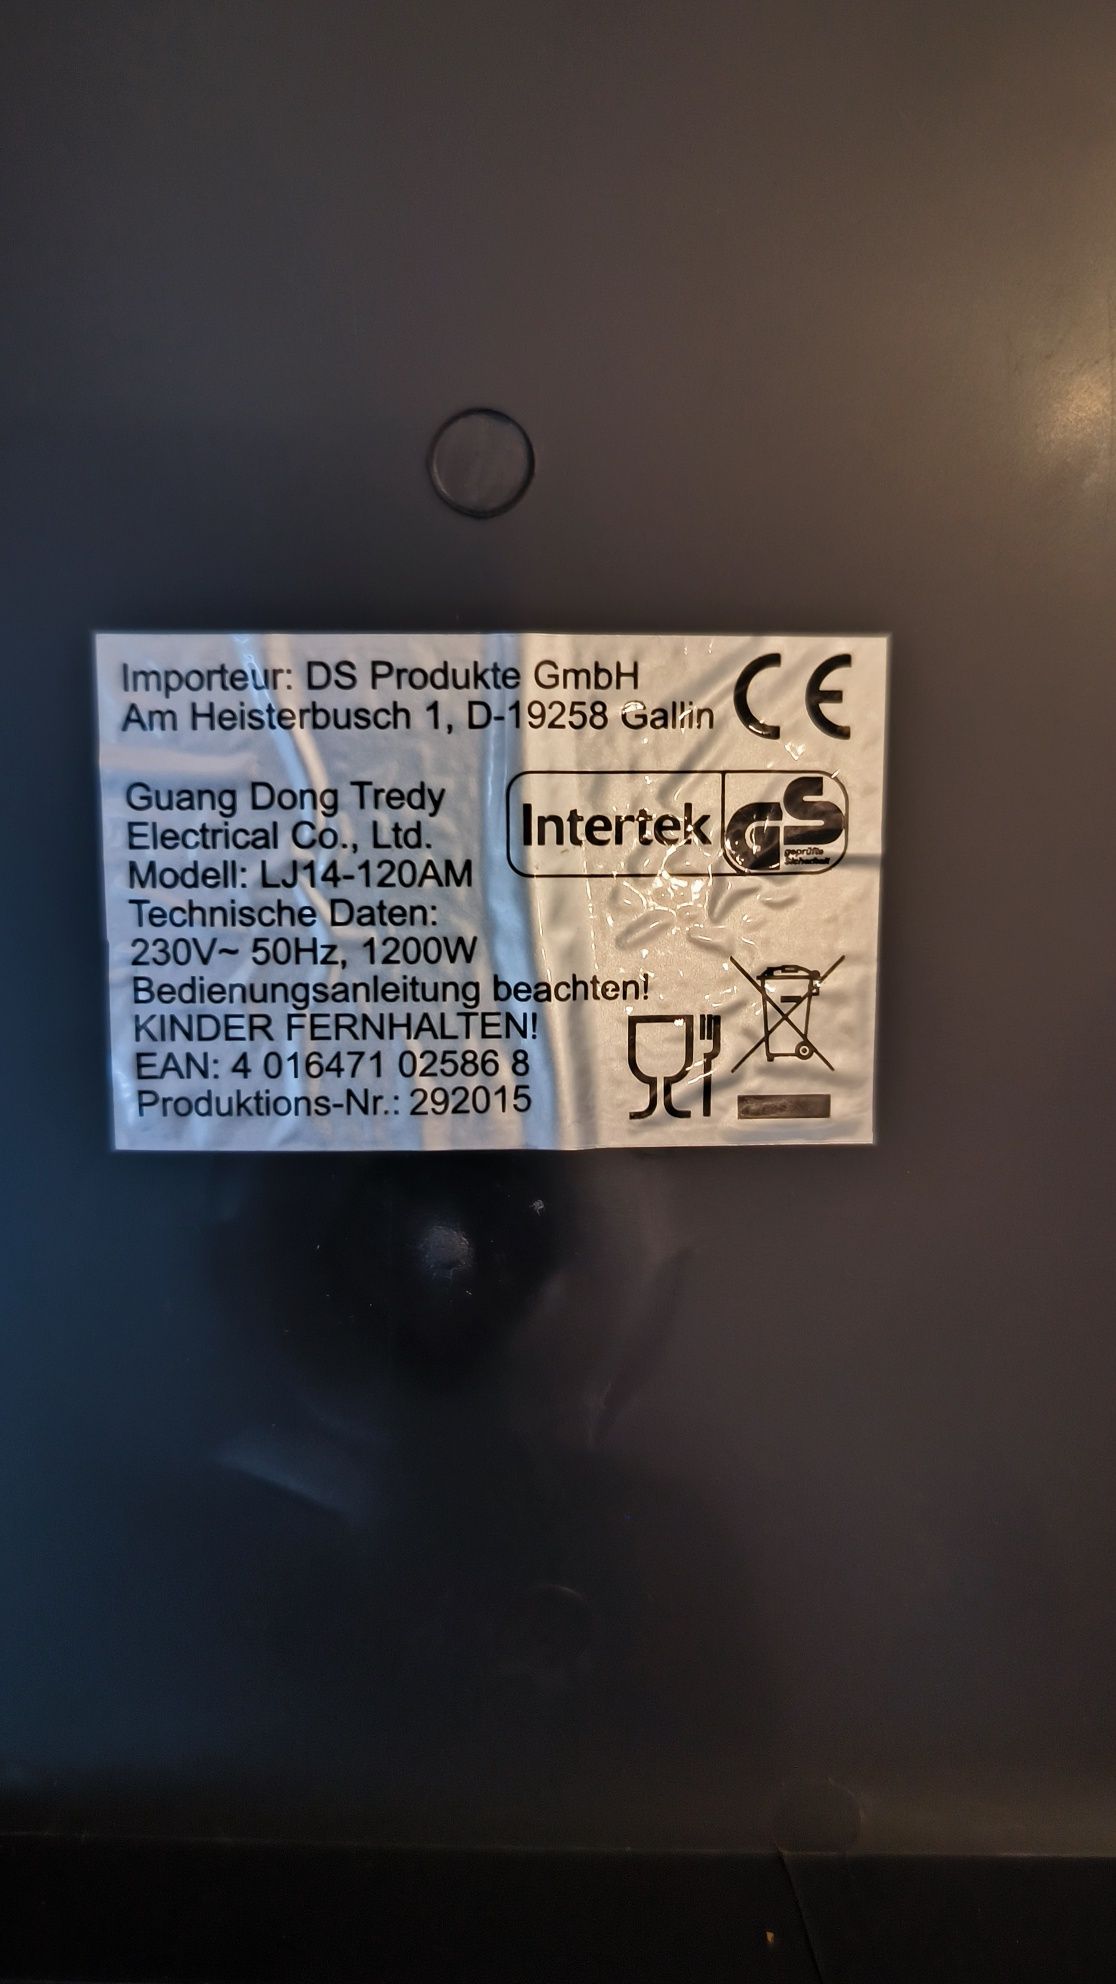 Importeur: DS Produkte GmbH
Am Heisterbusch 1, D-19258 Gallin
CE
Guang Dong Tredy
Electrical Co., Ltd.
Intertek
GS
geprüfte
Sicherheit
Modell: LJ14-120AM
Technische Daten:
230V~ 50Hz, 1200W
Bedienungsanleitung beachten!
KINDER FERNHALTEN!
EAN: 4 016471 02586 8
Produktions-Nr.: 292015